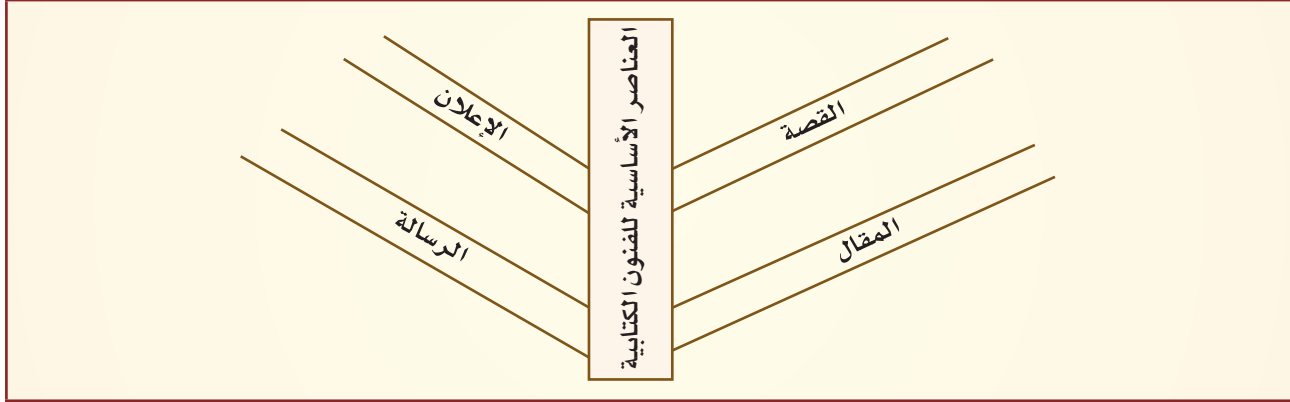 العناصر الأساسية للفنون الكتابية
القصة
الإعلان
المقال
الرسالة